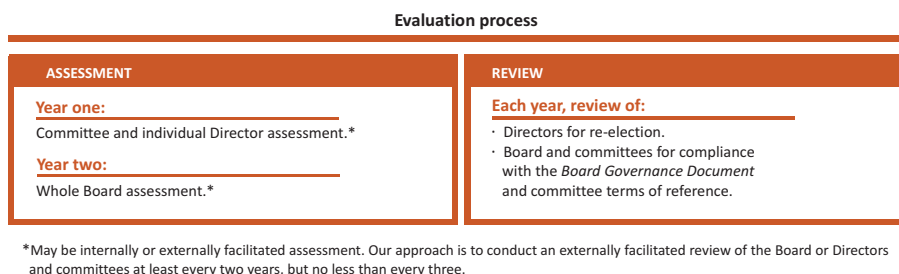 Evaluation process
ASSESSMENT
Year one:
Committee and individual Director assessment.*
Year two:
Whole Board assessment.*
REVIEW
Each year, review of:
· Directors for re-election.
· Board and committees for compliance
with the Board Governance Document
and committee terms of reference.
*May be internally or externally facilitated assessment. Our approach is to conduct an externally facilitated review of the Board or Directors
and committees at least every two years, but no less than every three.